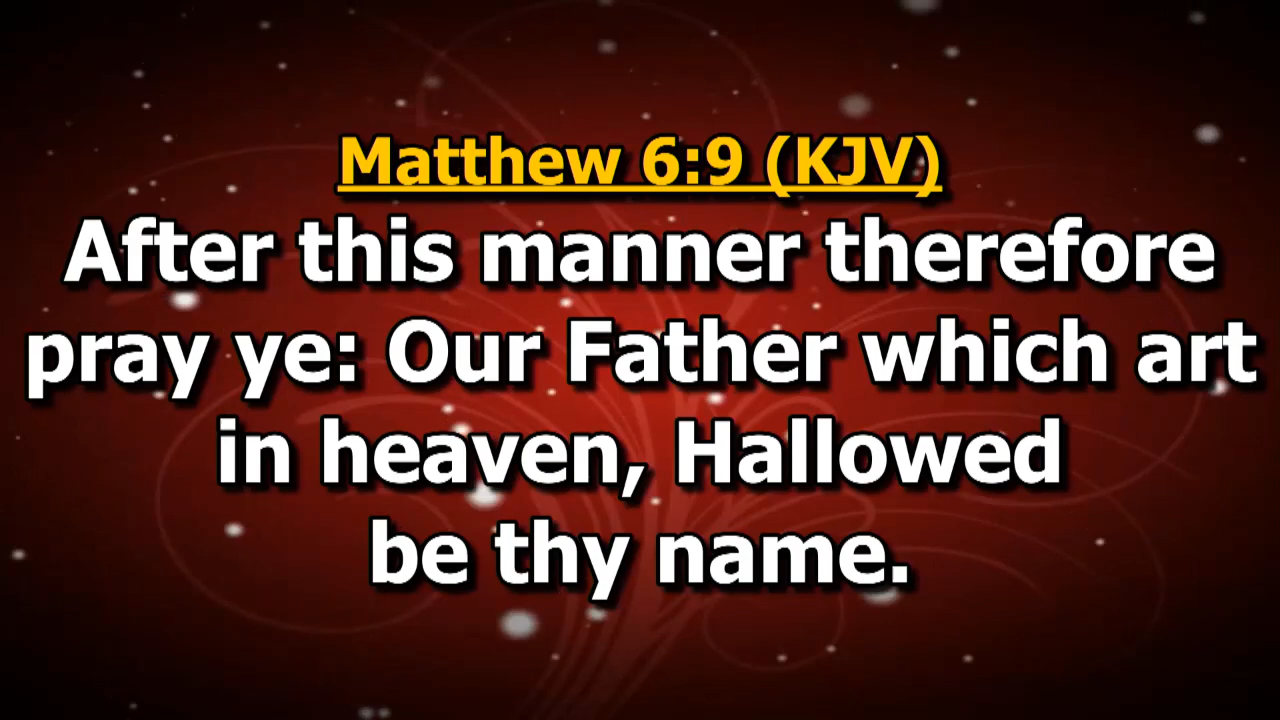 Matthew 6:9 (KJV)
After this manner therefore
pray ye: Our Father which art
in heaven, Hallowed
be thy name.